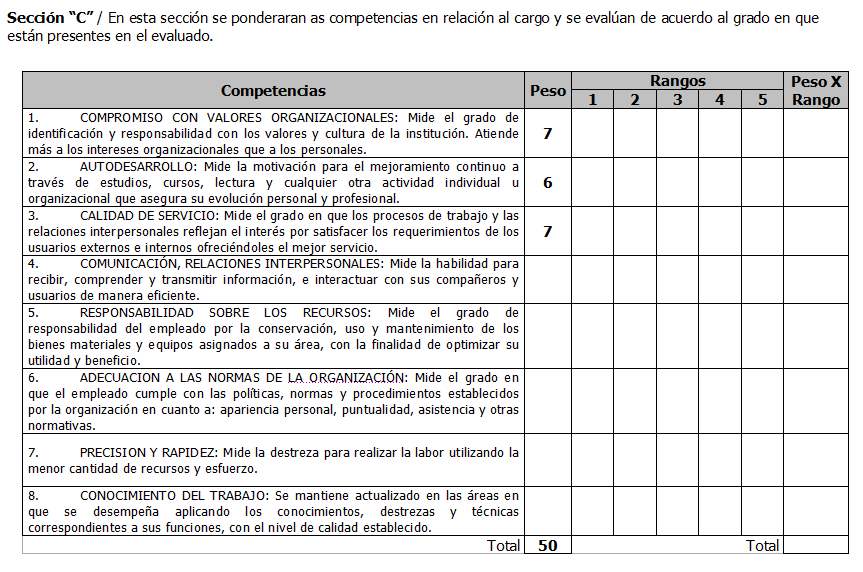 Sección “C” / En esta sección se ponderaran as competencias en relación al cargo y se evalúan de acuerdo al grado en que
están presentes en el evaluado.
Competencias Peso Rangos Peso X
Rango
1 2 3 4 5
1. COMPROMISO CON VALORES ORGANIZACIONALES: Mide el grado de
identificación y responsabilidad con los valores y cultura de la institución. Atiende
más a los intereses organizacionales que a los personales.
7
2. AUTODESARROLLO: Mide la motivación para el mejoramiento continuo a
través de estudios, cursos, lectura y cualquier otra actividad individual u
organizacional que asegura su evolución personal y profesional.
6
3. CALIDAD DE SERVICIO: Mide el grado en que los procesos de trabajo y las
relaciones interpersonales reflejan el interés por satisfacer los requerimientos de los
usuarios externos e internos ofreciéndoles el mejor servicio.
7
4. COMUNICACIÓN, RELACIONES INTERPERSONALES: Mide la habilidad para
recibir, comprender y transmitir información, e interactuar con sus compañeros y
usuarios de manera eficiente.
5. RESPONSABILIDAD SOBRE LOS RECURSOS: Mide el grado de
responsabilidad del empleado por la conservación, uso y mantenimiento de los
bienes materiales y equipos asignados a su área, con la finalidad de optimizar su
utilidad y beneficio.
6. ADECUACION A LAS NORMAS DE LA ORGANIZACIÓN: Mide el grado en
que el empleado cumple con las políticas, normas y procedimientos establecidos
por la organización en cuanto a: apariencia personal, puntualidad, asistencia y otras
normativas.
7. PRECISION Y RAPIDEZ: Mide la destreza para realizar la labor utilizando la
menor cantidad de recursos y esfuerzo.
8. CONOCIMIENTO DEL TRABAJO: Se mantiene actualizado en las áreas en
que se desempeña aplicando los conocimientos, destrezas y técnicas
correspondientes a sus funciones, con el nivel de calidad establecido.
Total 50 Total